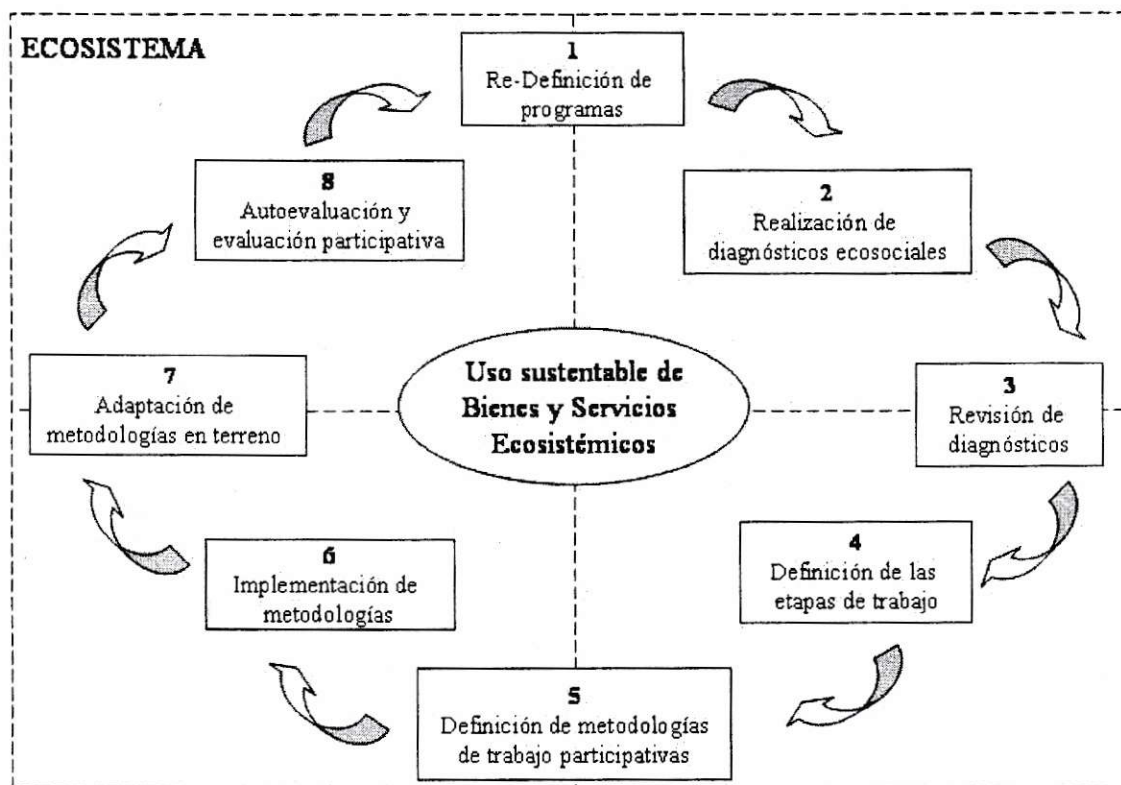 ECOSISTEMA
1
Re-Definición de
programas
2
Realización de
diagnósticos ecosociales
3
Revisión de
diagnósticos
4
Definición de las
etapas de trabajo
5
Definición de metodologías
de trabajo participativas
6
Implementación de
metodologías
7
Adaptación de
metodologías en terreno
8
Autoevaluación y
evaluación participativa
Uso sustentable de
Bienes y Servicios
Ecosistémicos